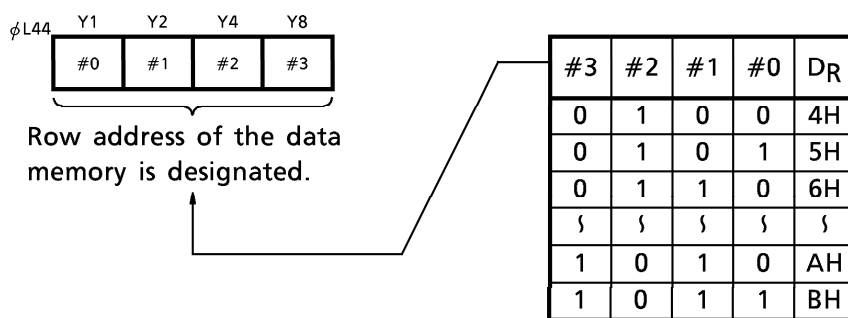 φL44 Y1 Y2 Y4 Y8
#0 #1 #2 #3
Row address of the data
memory is designated.
#3 #2 #1 #0 DR
0 1 0 0 4H
0 1 0 1 5H
0 1 1 0 6H
∫ ∫ ∫ ∫ ∫
1 0 1 0 AH
1 0 1 1 BH